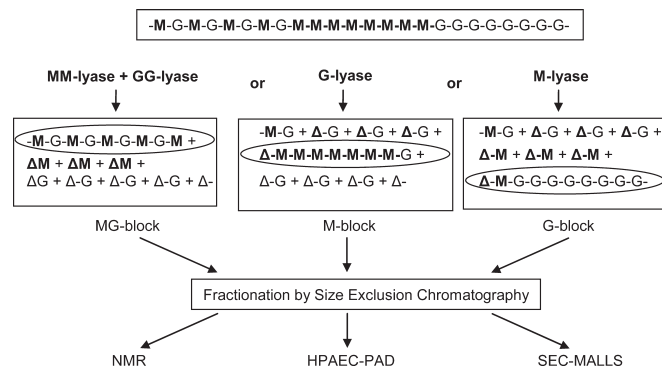 -M-G-M-G-M-G-M-G-M-M-M-M-M-M-M-M-G-G-G-G-G-G-G-G-
MM-lyase + GG-lyase or G-lyase or M-lyase
-M-G-M-G-M-G-M-G-M +
ΔM + ΔM + ΔM +
ΔG + Δ-G + Δ-G + Δ-G + Δ-
-M-G + Δ-G + Δ-G + Δ-G +
Δ-M-M-M-M-M-M-M-G +
Δ-G + Δ-G + Δ-G + Δ-
-M-G + Δ-G + Δ-G + Δ-G +
Δ-M + Δ-M + Δ-M +
Δ-M-G-G-G-G-G-G-G-G-
MG-block M-block G-block
Fractionation by Size Exclusion Chromatography
NMR HPAEC-PAD SEC-MALLS